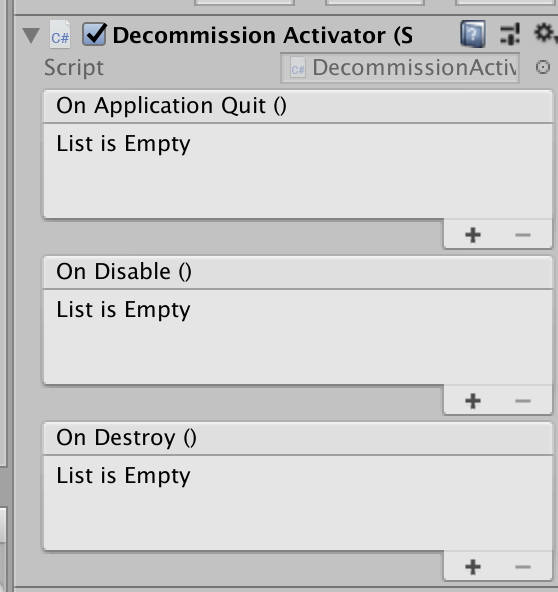 C# Decommission Activator (S
Script C# DecommissionActiv
On Application Quit ()
List is Empty
+ −
On Disable ()
List is Empty
+ −
On Destroy ()
List is Empty
+ −